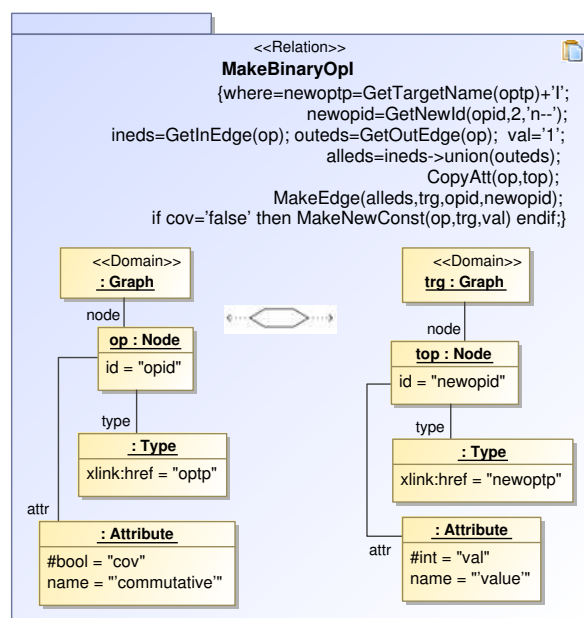 <<Relation>>
MakeBinaryOpI
{where=newoptp=GetTargetName(optp)+'I';
newopid=GetNewId(opid,2,'n--');
ineds=GetInEdge(op); outeds=GetOutEdge(op); val='1';
alleds=ineds->union(outeds);
CopyAtt(op,top);
MakeEdge(alleds,trg,opid,newopid);
if cov='false' then MakeNewConst(op,trg,val) endif;}
<<Domain>>
: Graph
node
op : Node
id = "opid"
type
: Type
xlink:href = "optp"
attr
: Attribute
#bool = "cov"
name = "'commutative'"
<<Domain>>
trg : Graph
node
top : Node
id = "newopid"
type
: Type
xlink:href = "newoptp"
attr
: Attribute
#int = "val"
name = "'value'"